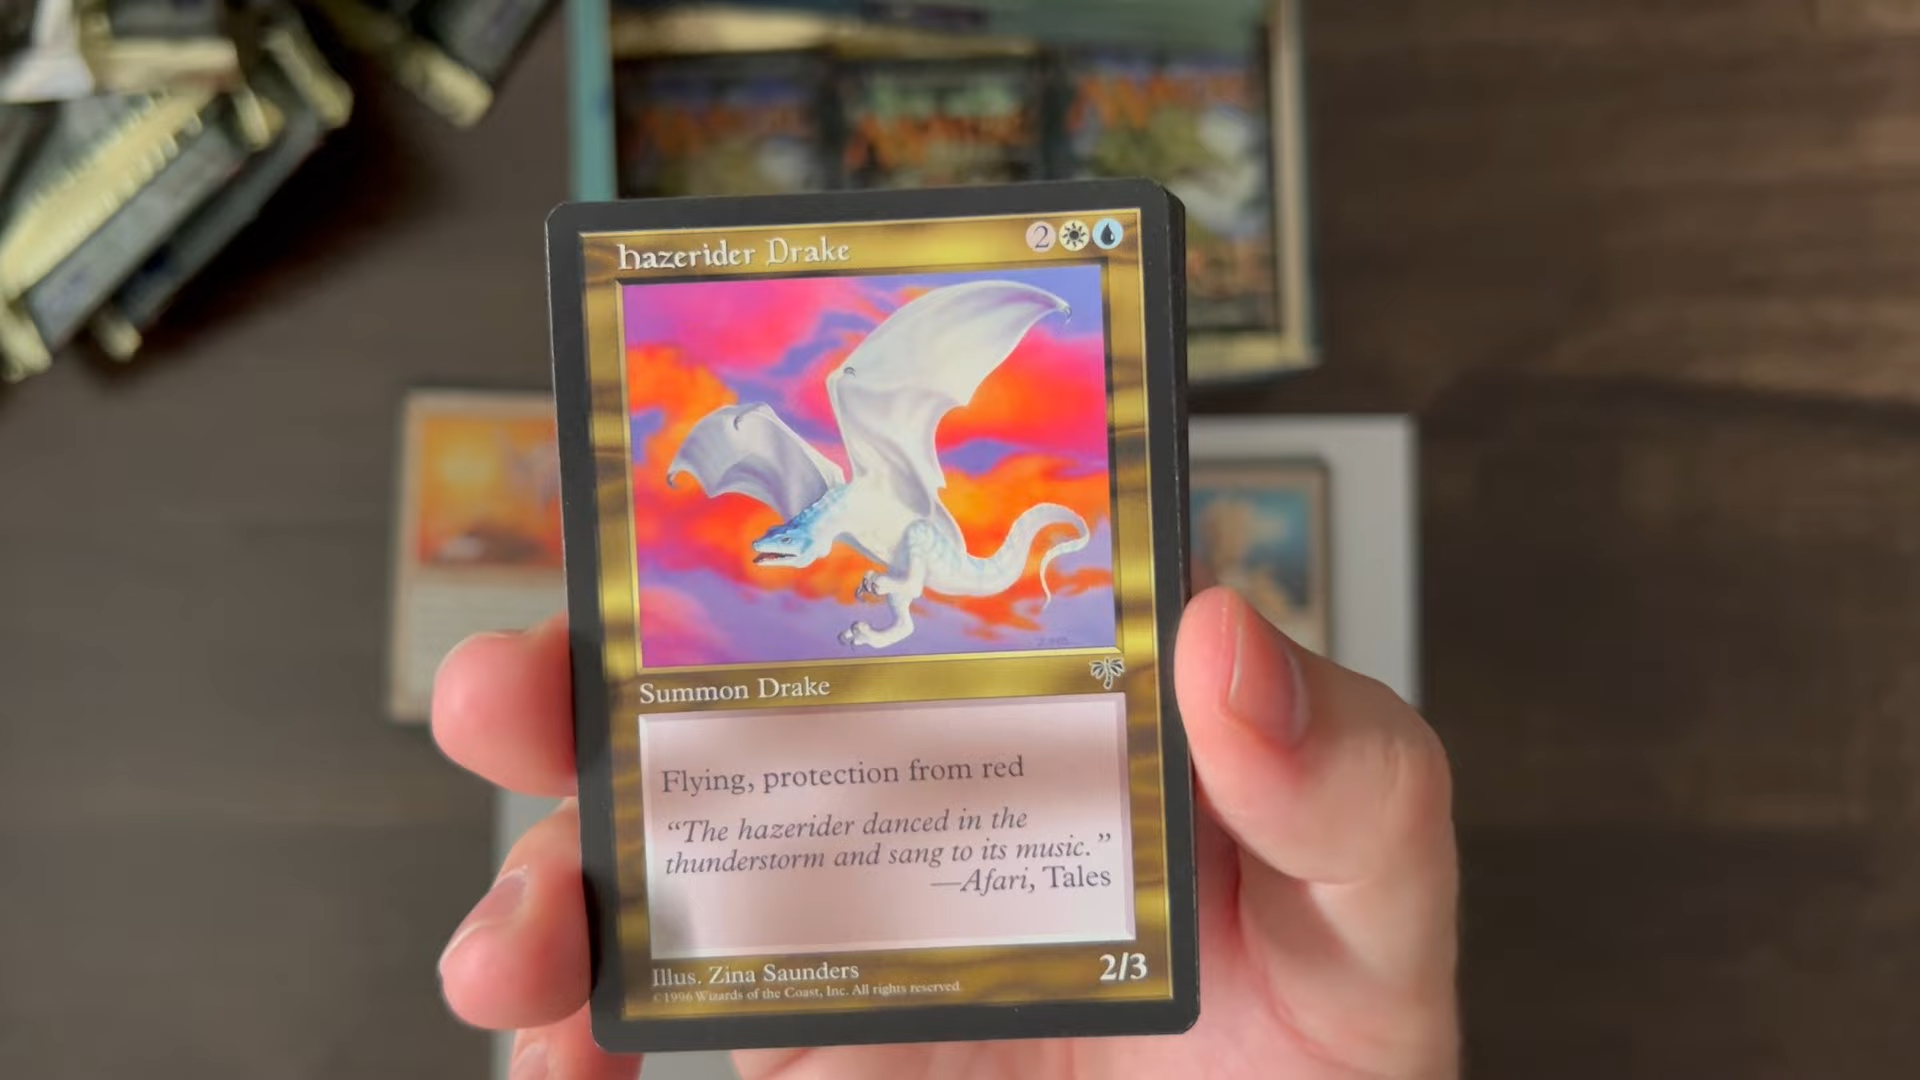 hazerider Drake 2
Summon Drake
Flying, protection from red
“The hazerider danced in the
thunderstorm and sang to its music.”
—Afari, Tales
Illus. Zina Saunders
2/3
©1996 Wizards of the Coast, Inc. All rights reserved.